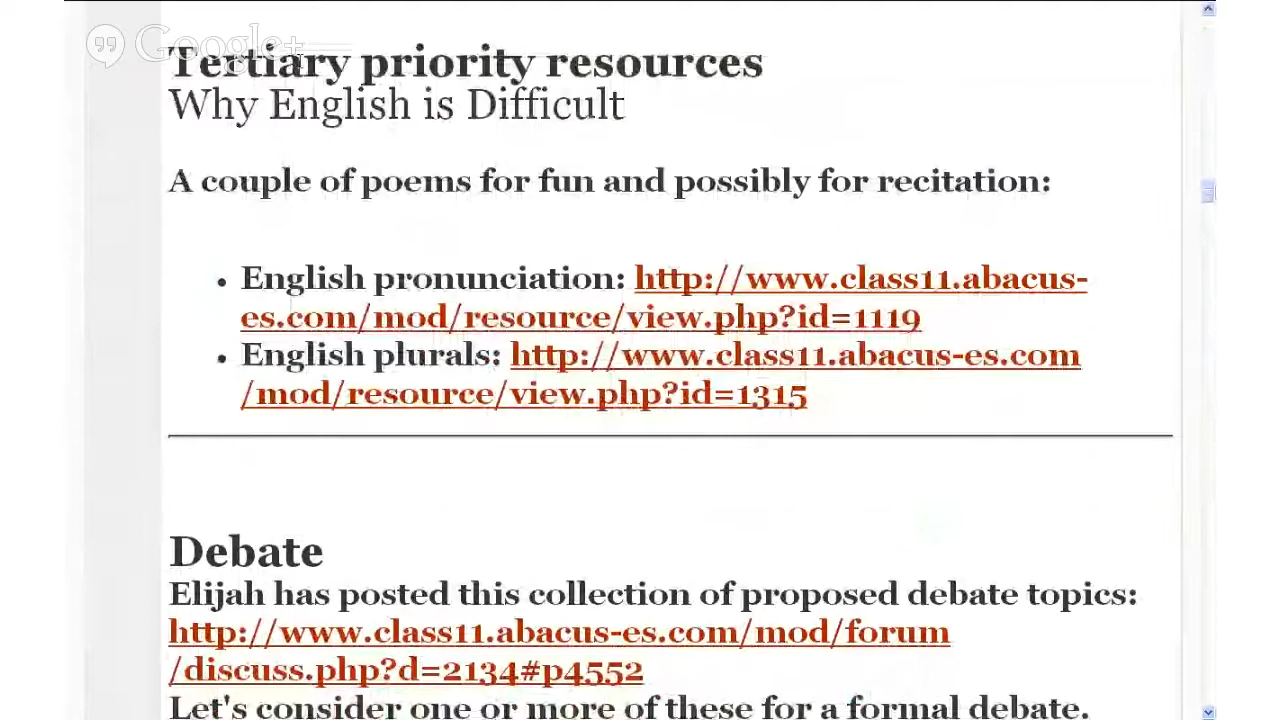 Google+
Tertiary priority resources
Why English is Difficult
A couple of poems for fun and possibly for recitation:
• English pronunciation: http://www.class11.abacus-
es.com/mod/resource/view.php?id=1119
• English plurals: http://www.class11.abacus-es.com
/mod/resource/view.php?id=1315
Debate
Elijah has posted this collection of proposed debate topics:
http://www.class11.abacus-es.com/mod/forum
/discuss.php?d=2134#p4552
Let's consider one or more of these for a formal debate.